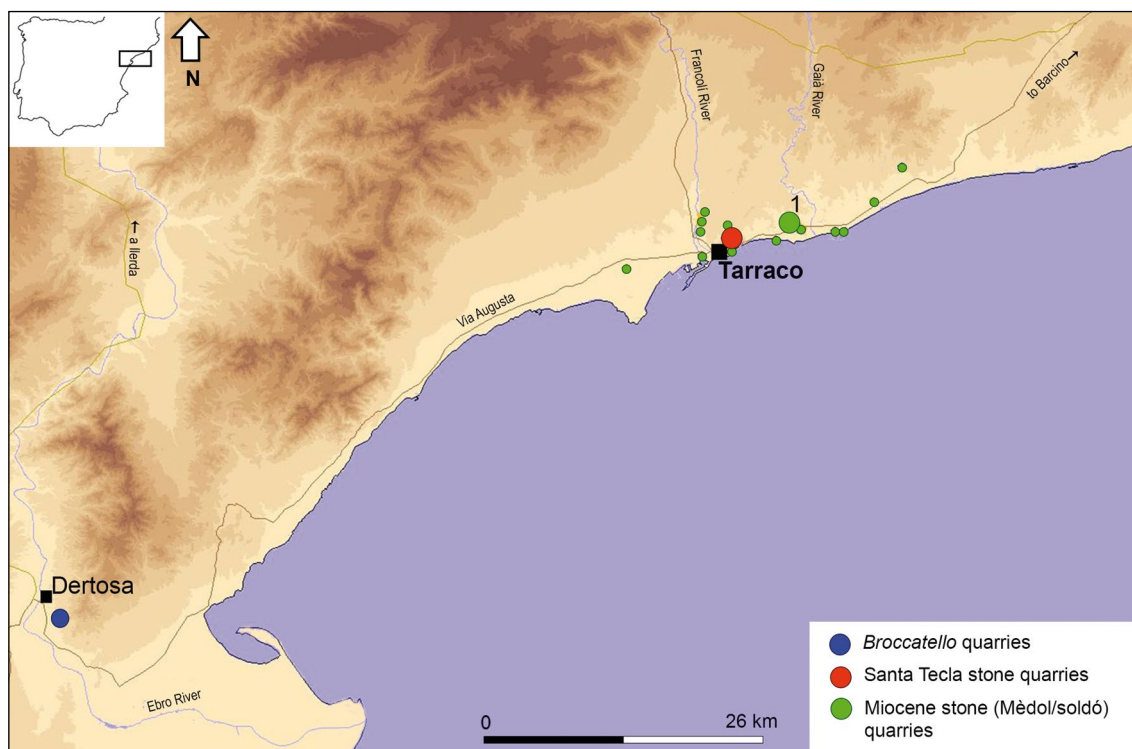 N
Francolí River
Gaià River
to Barcino→
1
→ a Ilerda
Tarraco
Via Augusta
Dertosa
Ebro River
0 26 km
Broccatello quarries
Santa Tecla stone quarries
Miocene stone (Mèdol/soldó)
quarries